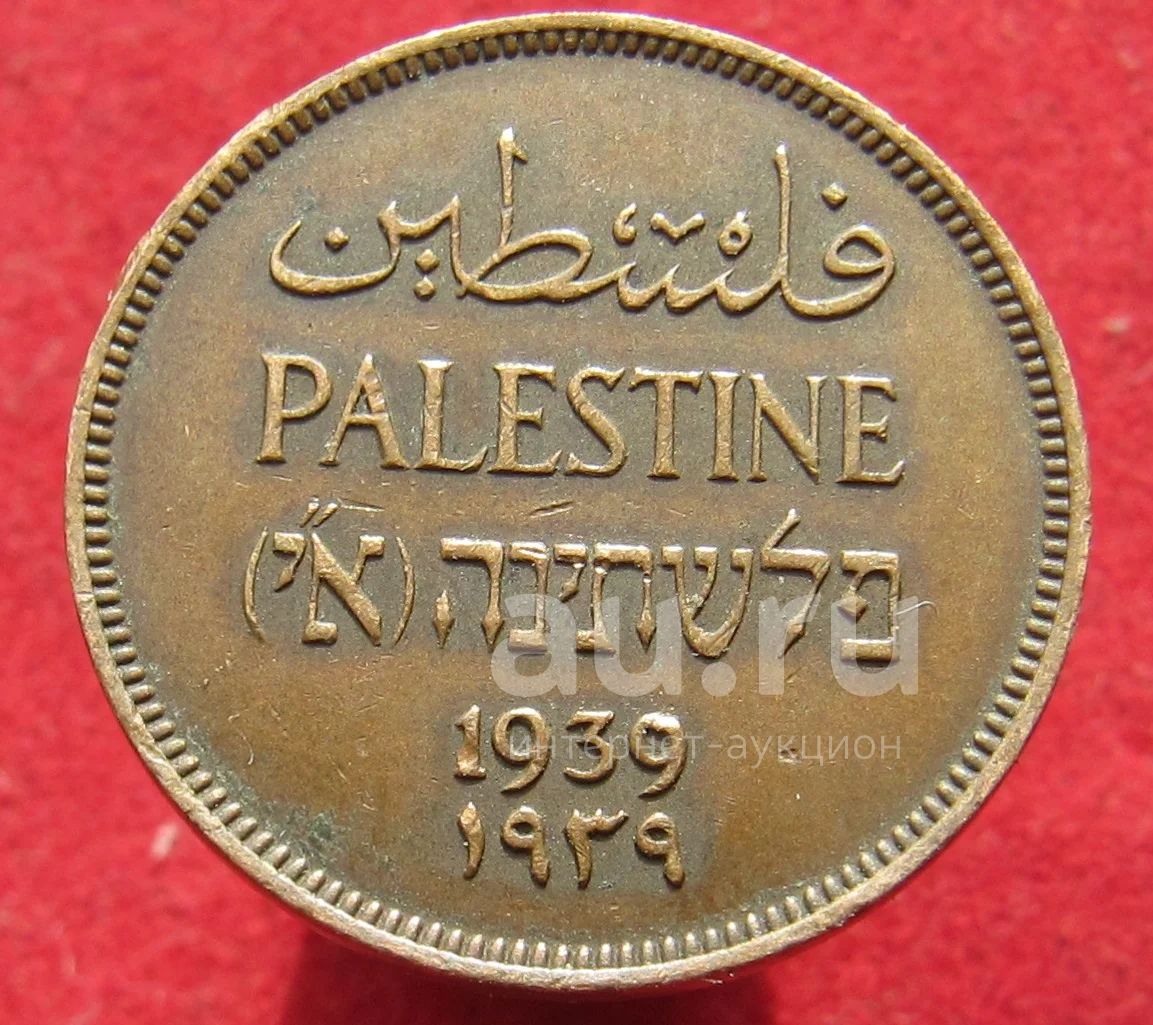 فلسطين
PALESTINE
פלשתינה (א״י)
1939
١٩٣٩
au.ru
интернет-аукцион